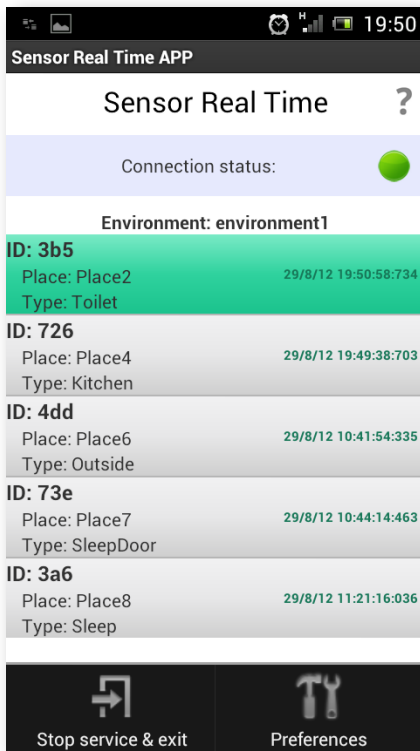 H 19:50
Sensor Real Time APP
Sensor Real Time ?
Connection status:
Environment: environment1
ID: 3b5
Place: Place2 29/8/12 19:50:58:734
Type: Toilet
ID: 726
Place: Place4 29/8/12 19:49:38:703
Type: Kitchen
ID: 4dd
Place: Place6 29/8/12 10:41:54:335
Type: Outside
ID: 73e
Place: Place7 29/8/12 10:44:14:463
Type: SleepDoor
ID: 3a6
Place: Place8 29/8/12 11:21:16:036
Type: Sleep
Stop service & exit Preferences